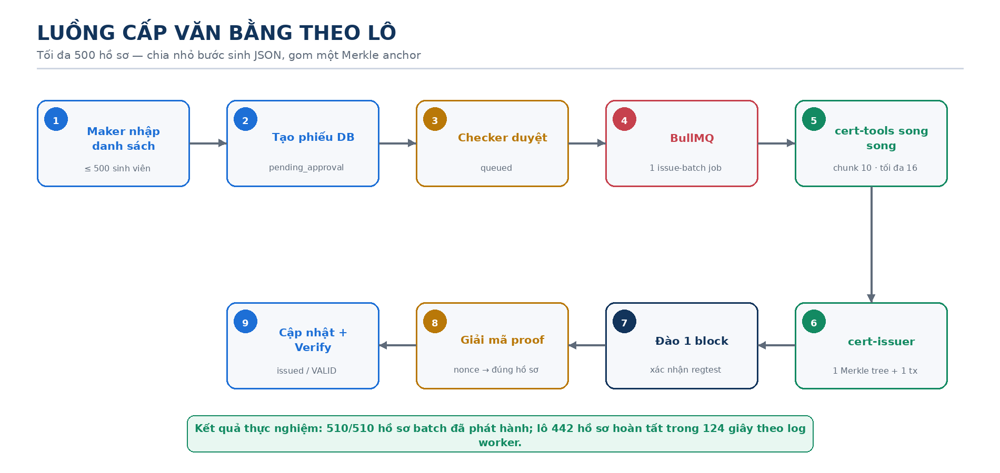 LUỒNG CẤP VĂN BẰNG THEO LÔ
Tối đa 500 hồ sơ — chia nhỏ bước sinh JSON, gom một Merkle anchor
1
Maker nhập
danh sách
≤ 500 sinh viên
2
Tạo phiếu DB
pending_approval
3
Checker duyệt
queued
4
BullMQ
1 issue-batch job
5
cert-tools song
song
chunk 10 · tối đa 16
6
cert-issuer
1 Merkle tree + 1 tx
7
Đào 1 block
xác nhận regtest
8
Giải mã proof
nonce → đúng hồ sơ
9
Cập nhật +
Verify
issued / VALID
Kết quả thực nghiệm: 510/510 hồ sơ batch đã phát hành; lô 442 hồ sơ hoàn tất trong 124 giây theo log
worker.